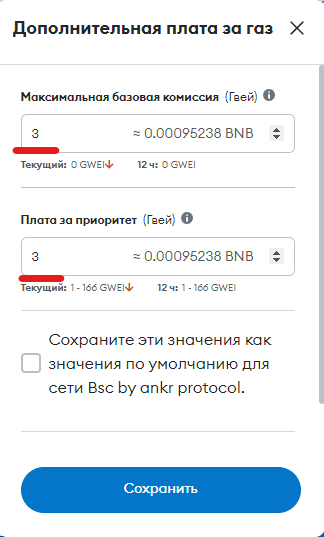 Дополнительная плата за газ
Максимальная базовая комиссия (Гвей)
3 ≈ 0.00095238 BNB
Текущий: 0 GWEI 12 ч: 0 GWEI
Плата за приоритет (Гвей)
3 ≈ 0.00095238 BNB
Текущий: 1 - 166 GWEI 12 ч: 1 - 166 GWEI
Сохраните эти значения как
значения по умолчанию для
сети Bsc by ankr protocol.
Сохранить